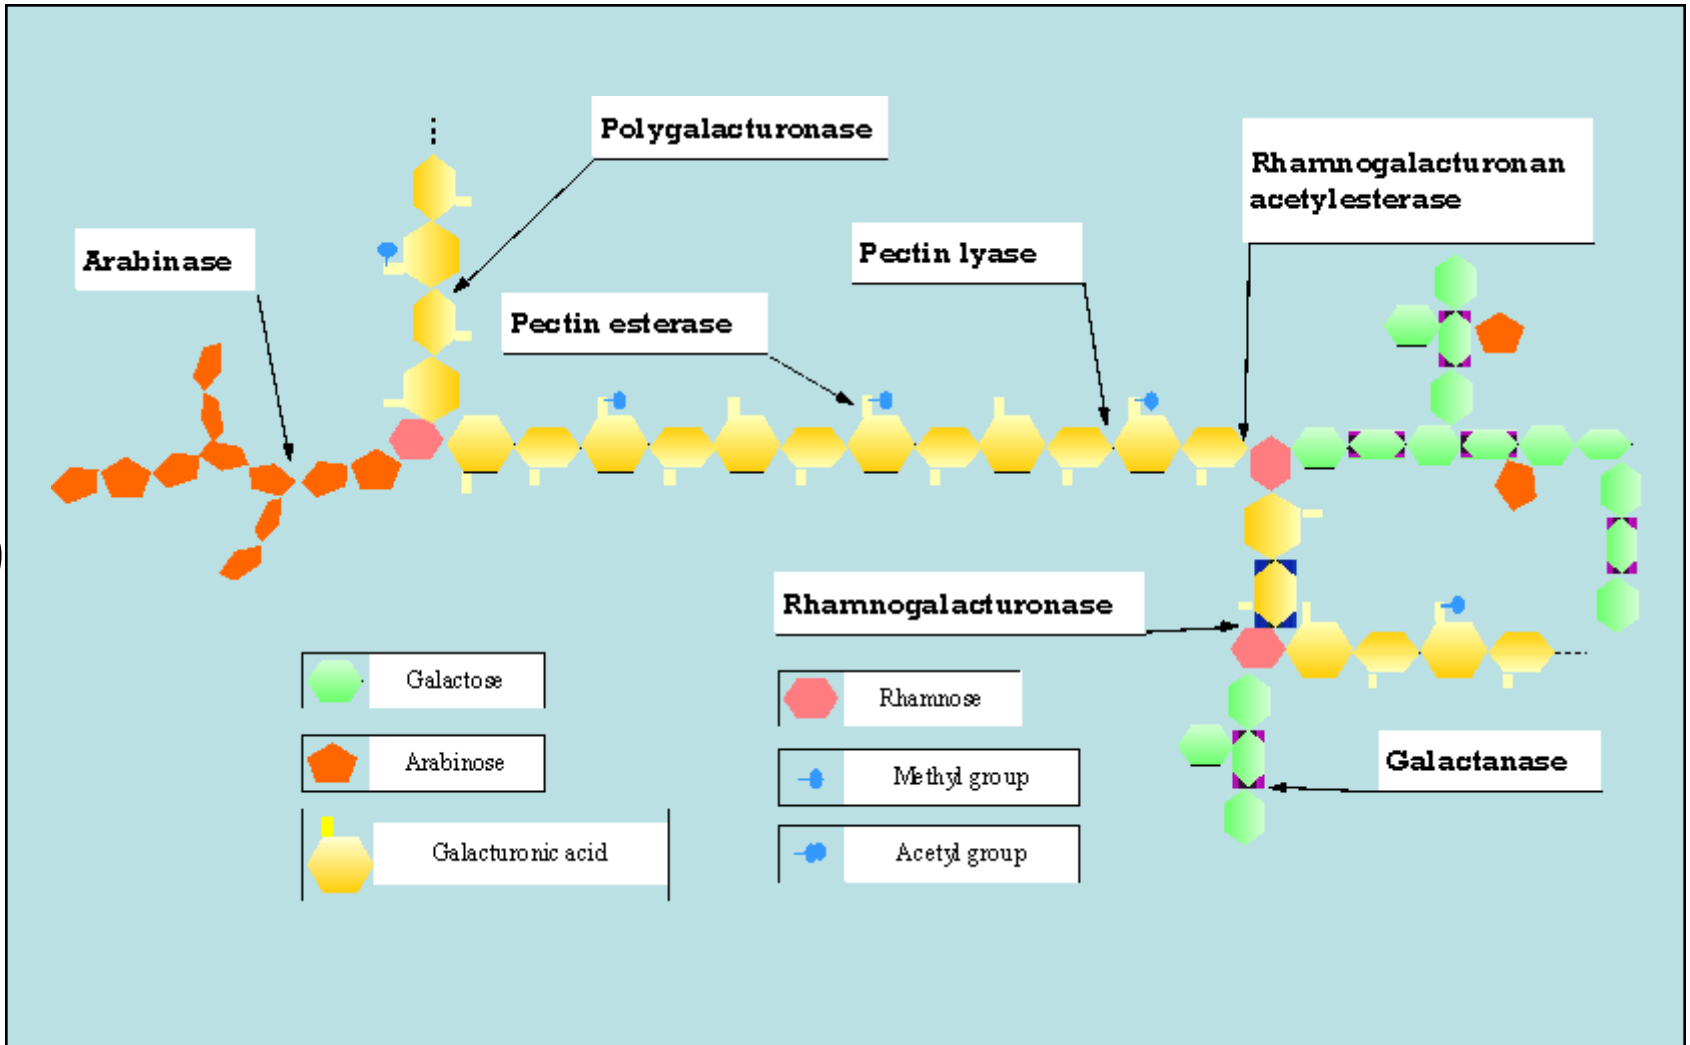 Polygalacturonase
Rhamnogalacturonan
acetylesterase
Arabinase
Pectin lyase
Pectin esterase
Rhamnogalacturonase
Galactose
Rhamnose
Arabinose
Methyl group
Galactanase
Galacturonic acid
Acetyl group